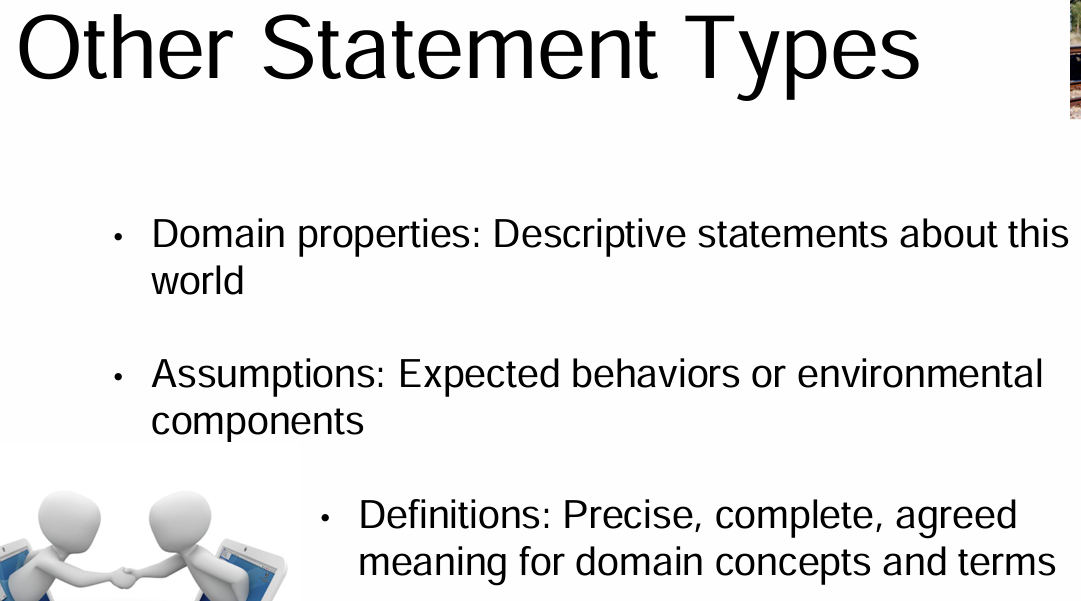 Other Statement Types
• Domain properties: Descriptive statements about this
world
• Assumptions: Expected behaviors or environmental
components
• Definitions: Precise, complete, agreed
meaning for domain concepts and terms